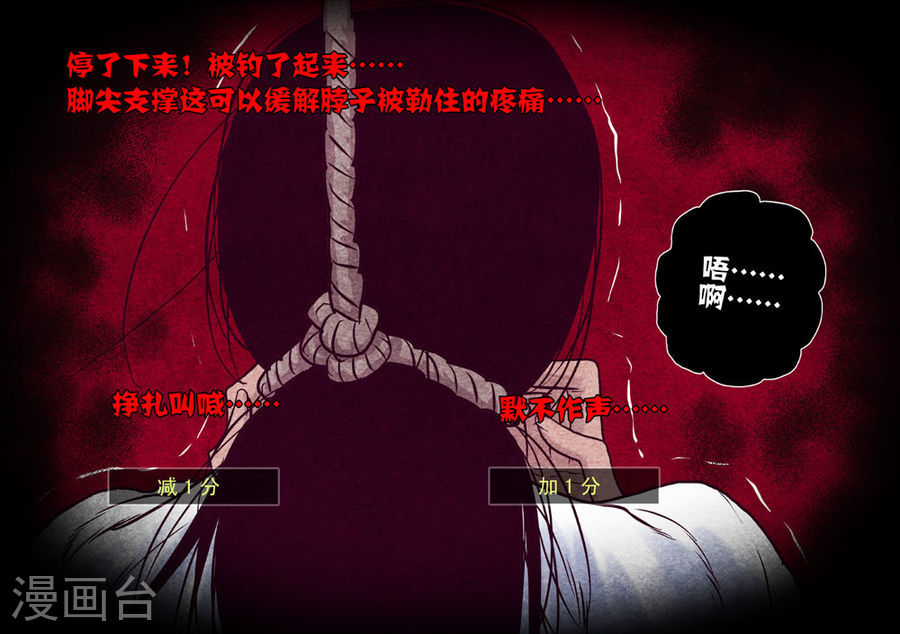 停了下来！被钓了起来……
脚尖支撑这可以缓解脖子被勒住的疼痛……
唔……
啊……
挣扎叫喊……
默不作声……
减1分
加1分
漫画台